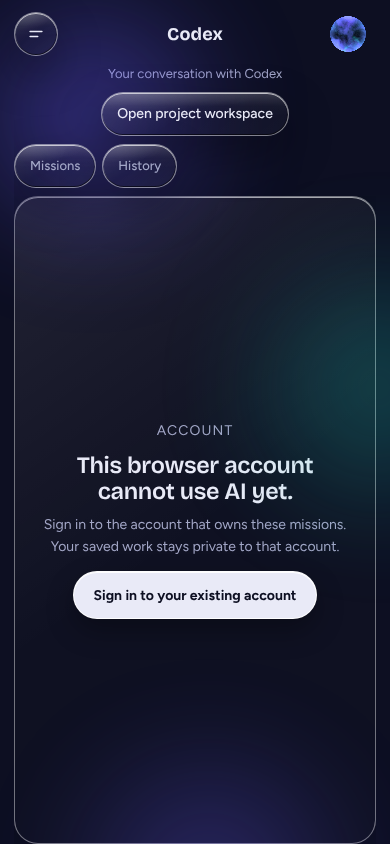 Codex
Your conversation with Codex
Open project workspace
Missions
History
ACCOUNT
This browser account
cannot use AI yet.
Sign in to the account that owns these missions.
Your saved work stays private to that account.
Sign in to your existing account